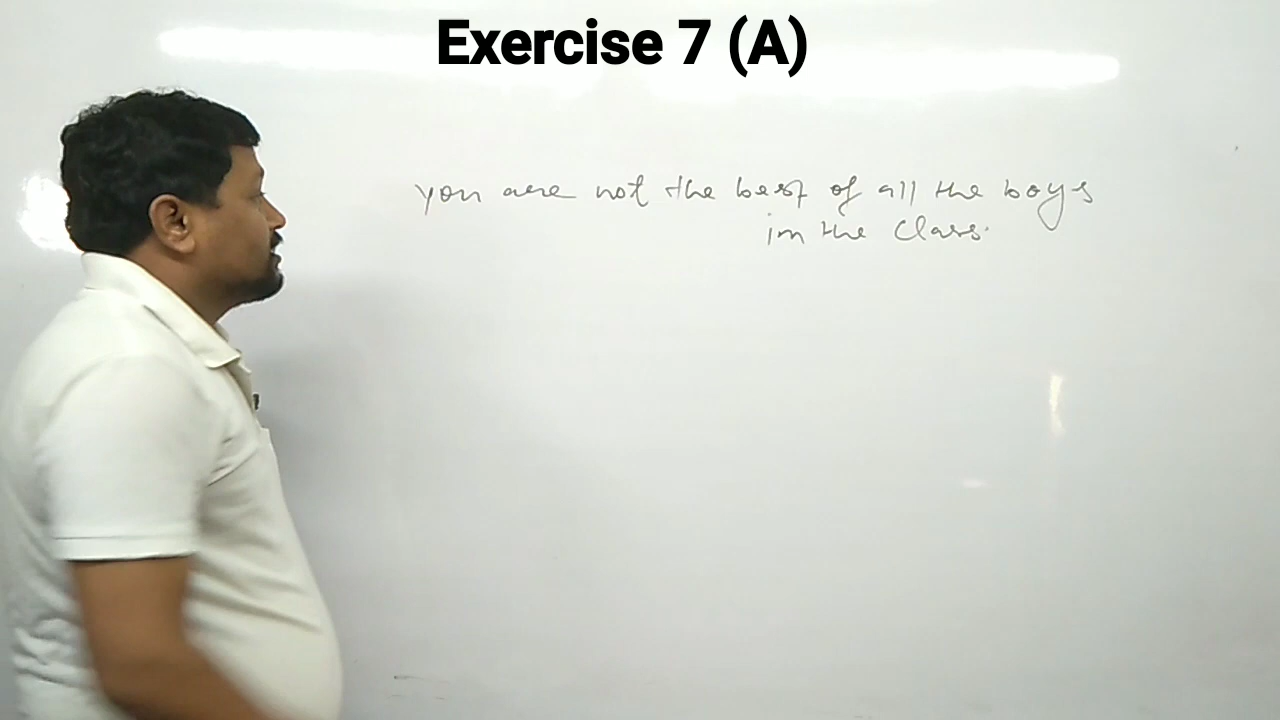 Exercise 7 (A)
you are not the best of all the boys
in the class.